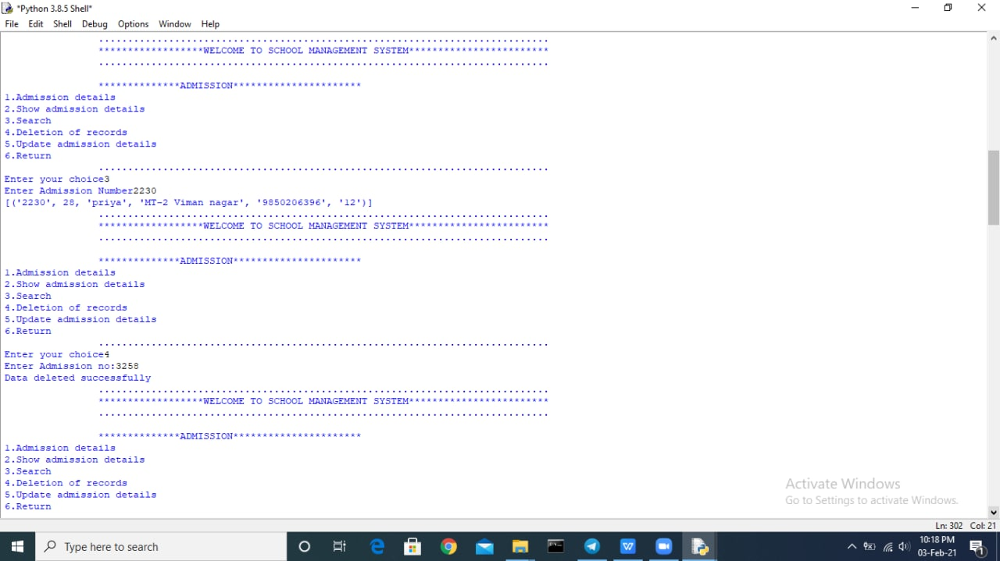 *Python 3.8.5 Shell*
File Edit Shell Debug Options Window Help
..............................................................................
******************WELCOME TO SCHOOL MANAGEMENT SYSTEM************************
..............................................................................
**************ADMISSION**********************
1.Admission details
2.Show admission details
3.Search
4.Deletion of records
5.Update admission details
6.Return
..............................................................................
Enter your choice3
Enter Admission Number2230
[('2230', 28, 'priya', 'MT-2 Viman nagar', '9850206396', '12')]
..............................................................................
******************WELCOME TO SCHOOL MANAGEMENT SYSTEM************************
..............................................................................
**************ADMISSION**********************
1.Admission details
2.Show admission details
3.Search
4.Deletion of records
5.Update admission details
6.Return
..............................................................................
Enter your choice4
Enter Admission no:3258
Data deleted successfully
..............................................................................
******************WELCOME TO SCHOOL MANAGEMENT SYSTEM************************
..............................................................................
**************ADMISSION**********************
1.Admission details
2.Show admission details
3.Search
4.Deletion of records
5.Update admission details
6.Return
Activate Windows
Go to Settings to activate Windows.
Ln: 302 Col: 21
Type here to search
10:18 PM
03-Feb-21
1